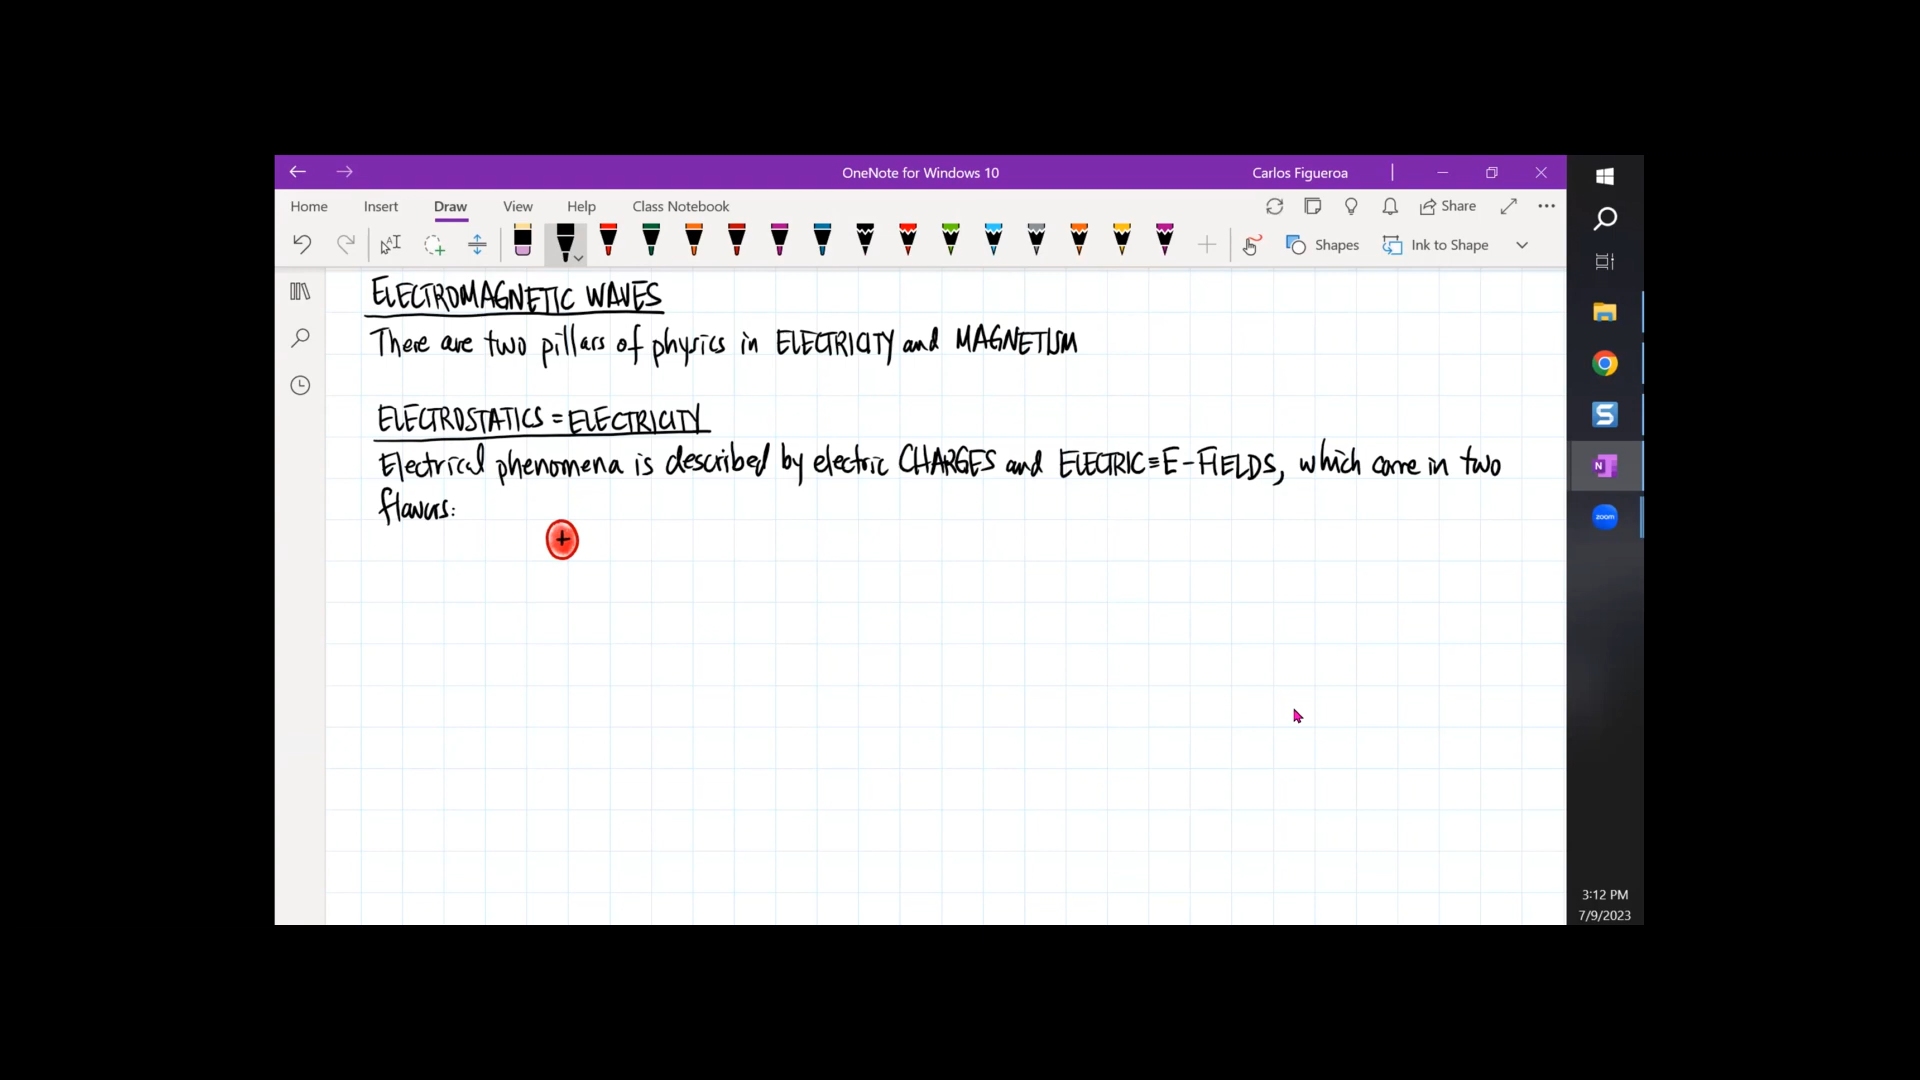 OneNote for Windows 10
Carlos Figueroa
Home Insert Draw View Help Class Notebook
Share
Shapes
Ink to Shape
ELECTROMAGNETIC WAVES
There are two pillars of physics in ELECTRICITY and MAGNETISM
ELECTROSTATICS = ELECTRICITY
Electrical phenomena is described by electric CHARGES and ELECTRIC ≡ E-FIELDS, which come in two
flavors:
+
zoom
3:12 PM
7/9/2023